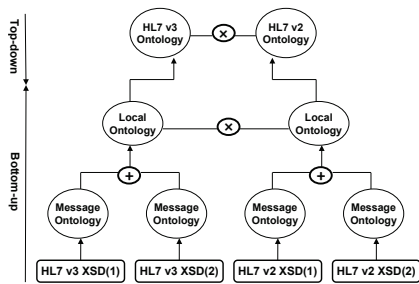 Top-down
HL7 v3
Ontology
×
HL7 v2
Ontology
Bottom-up
Local
Ontology
×
Local
Ontology
+
+
Message
Ontology
Message
Ontology
Message
Ontology
Message
Ontology
HL7 v3 XSD(1)
HL7 v3 XSD(2)
HL7 v2 XSD(1)
HL7 v2 XSD(2)